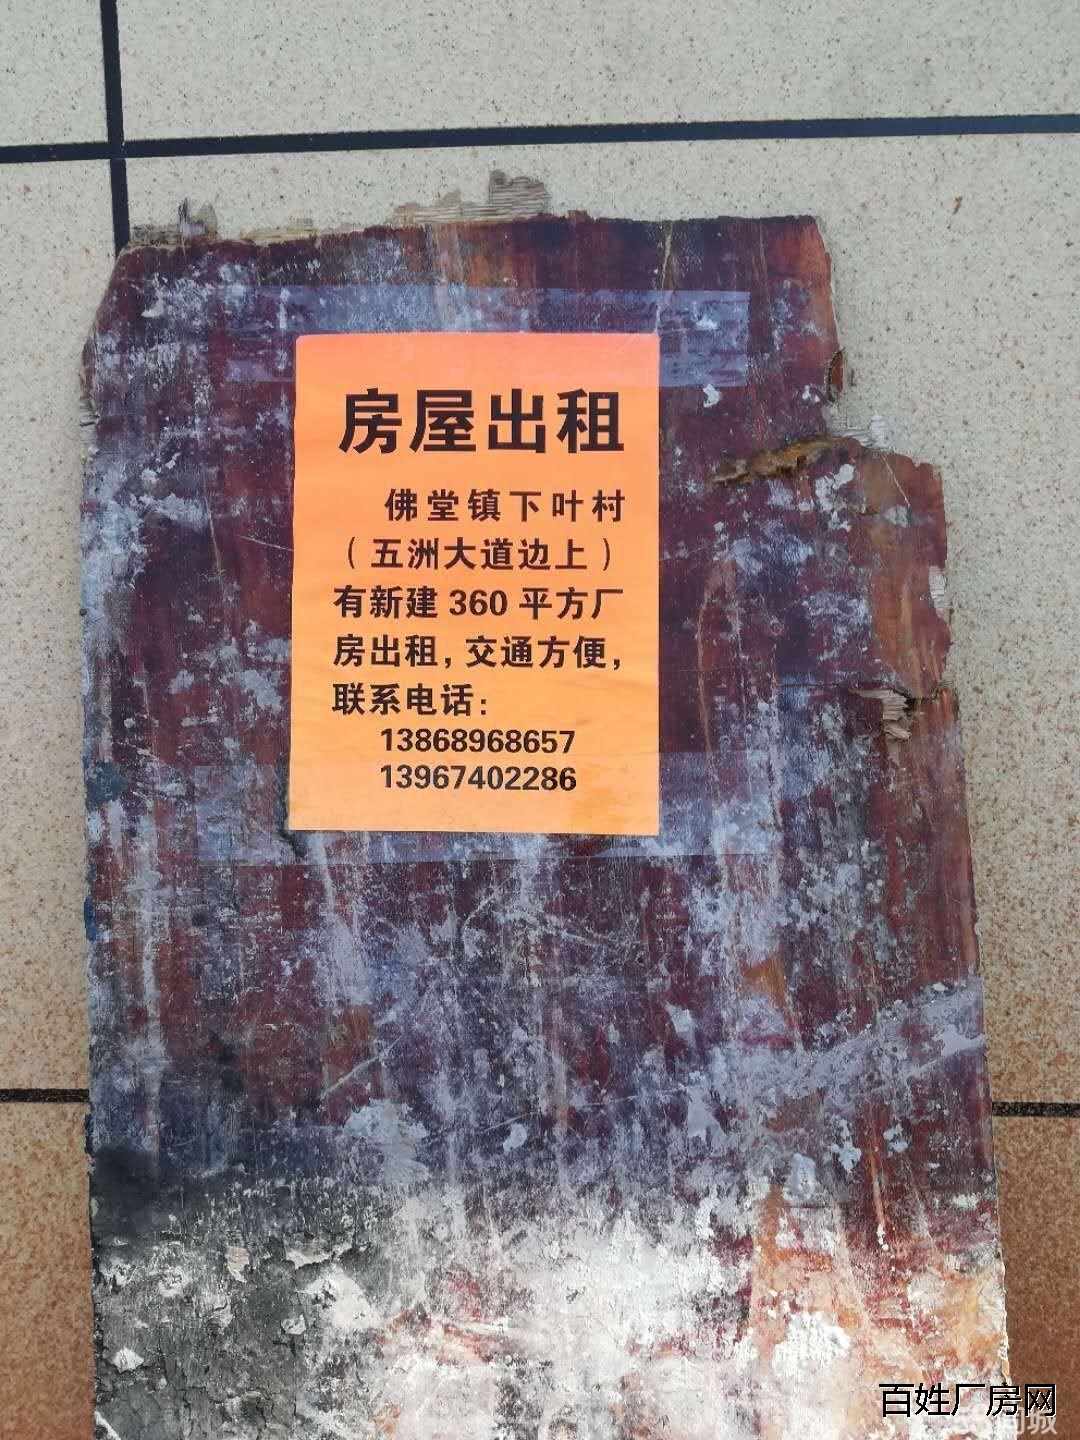 房屋出租
佛堂镇下叶村
（五洲大道边上）
有新建360平方厂
房出租，交通方便，
联系电话：
13868968657
13967402286
百姓厂房网
同城